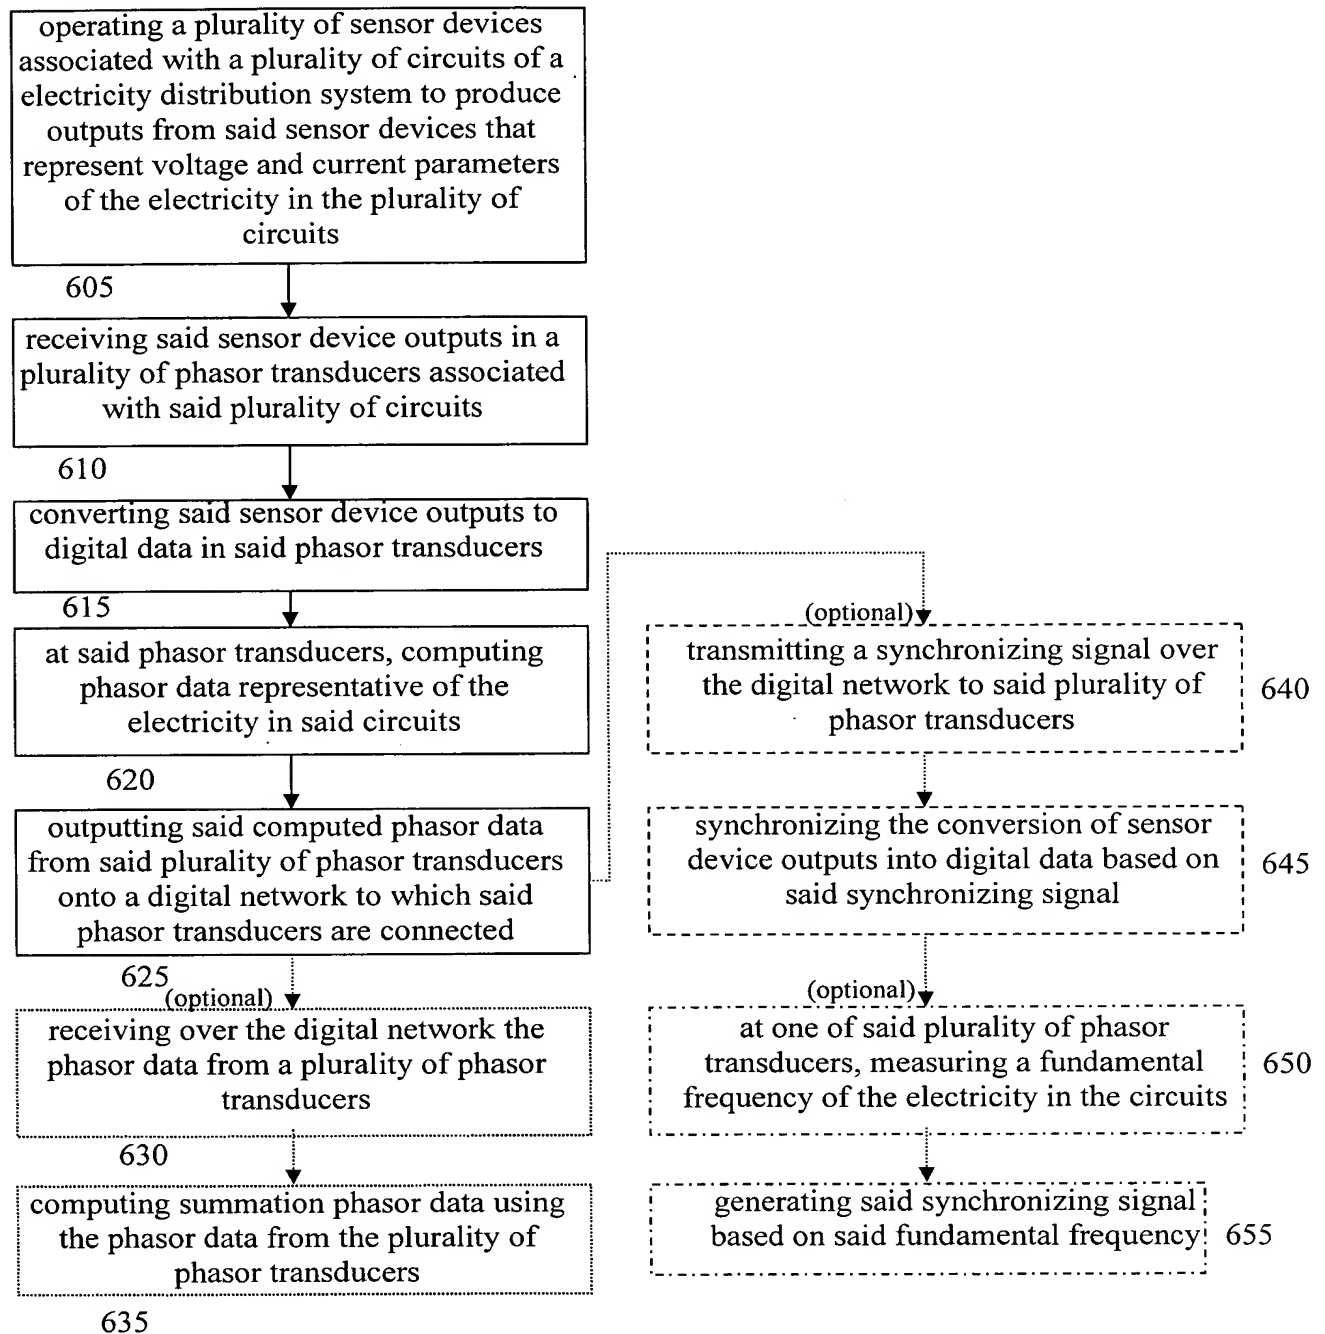 operating a plurality of sensor devices
associated with a plurality of circuits of a
electricity distribution system to produce
outputs from said sensor devices that
represent voltage and current parameters
of the electricity in the plurality of
circuits
605
receiving said sensor device outputs in a
plurality of phasor transducers associated
with said plurality of circuits
610
converting said sensor device outputs to
digital data in said phasor transducers
615
at said phasor transducers, computing
phasor data representative of the
electricity in said circuits
620
outputting said computed phasor data
from said plurality of phasor transducers
onto a digital network to which said
phasor transducers are connected
625
(optional)
receiving over the digital network the
phasor data from a plurality of phasor
transducers
630
computing summation phasor data using
the phasor data from the plurality of
phasor transducers
635
(optional)
transmitting a synchronizing signal over
the digital network to said plurality of
phasor transducers
640
synchronizing the conversion of sensor
device outputs into digital data based on
said synchronizing signal
645
(optional)
at one of said plurality of phasor
transducers, measuring a fundamental
frequency of the electricity in the circuits
650
generating said synchronizing signal
based on said fundamental frequency
655